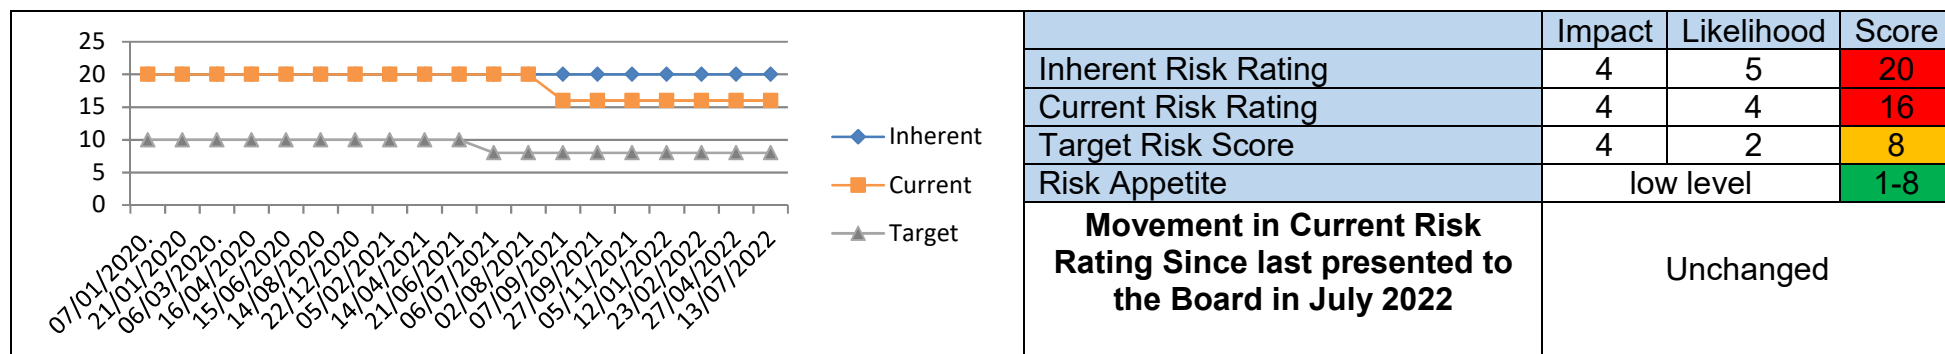 25
20
15
10
5
0
07/01/2020.
21/01/2020
06/03/2020.
16/04/2020
15/06/2020
14/08/2020
22/12/2020
05/02/2021
14/04/2021
21/06/2021
06/07/2021
02/08/2021
07/09/2021
27/09/2021
05/11/2021
12/01/2022
23/02/2022
27/04/2022
13/07/2022
Inherent
Current
Target
Impact Likelihood Score
Inherent Risk Rating 4 5 20
Current Risk Rating 4 4 16
Target Risk Score 4 2 8
Risk Appetite low level 1-8
Movement in Current Risk
Rating Since last presented to
the Board in July 2022
Unchanged